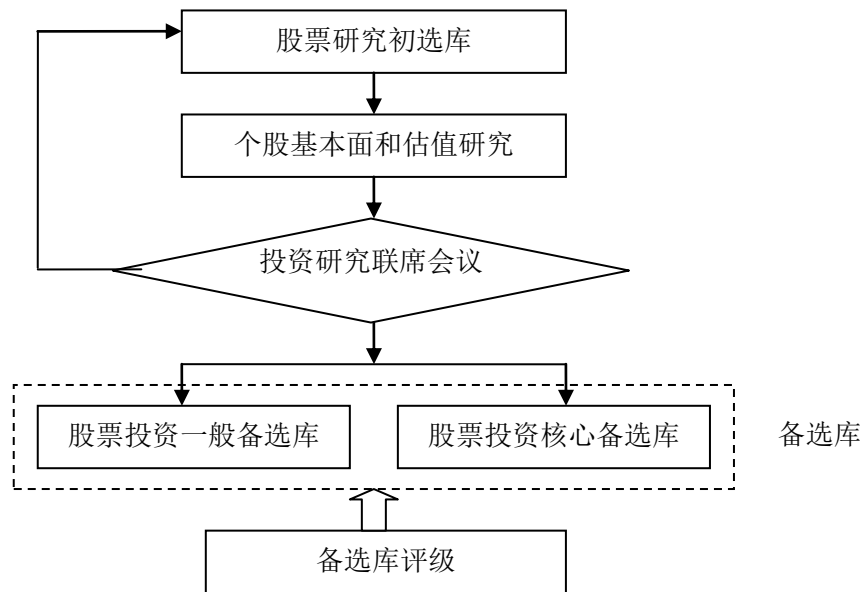 股票研究初选库
个股基本面和估值研究
投资研究联席会议
股票投资一般备选库
股票投资核心备选库
备选库
备选库评级